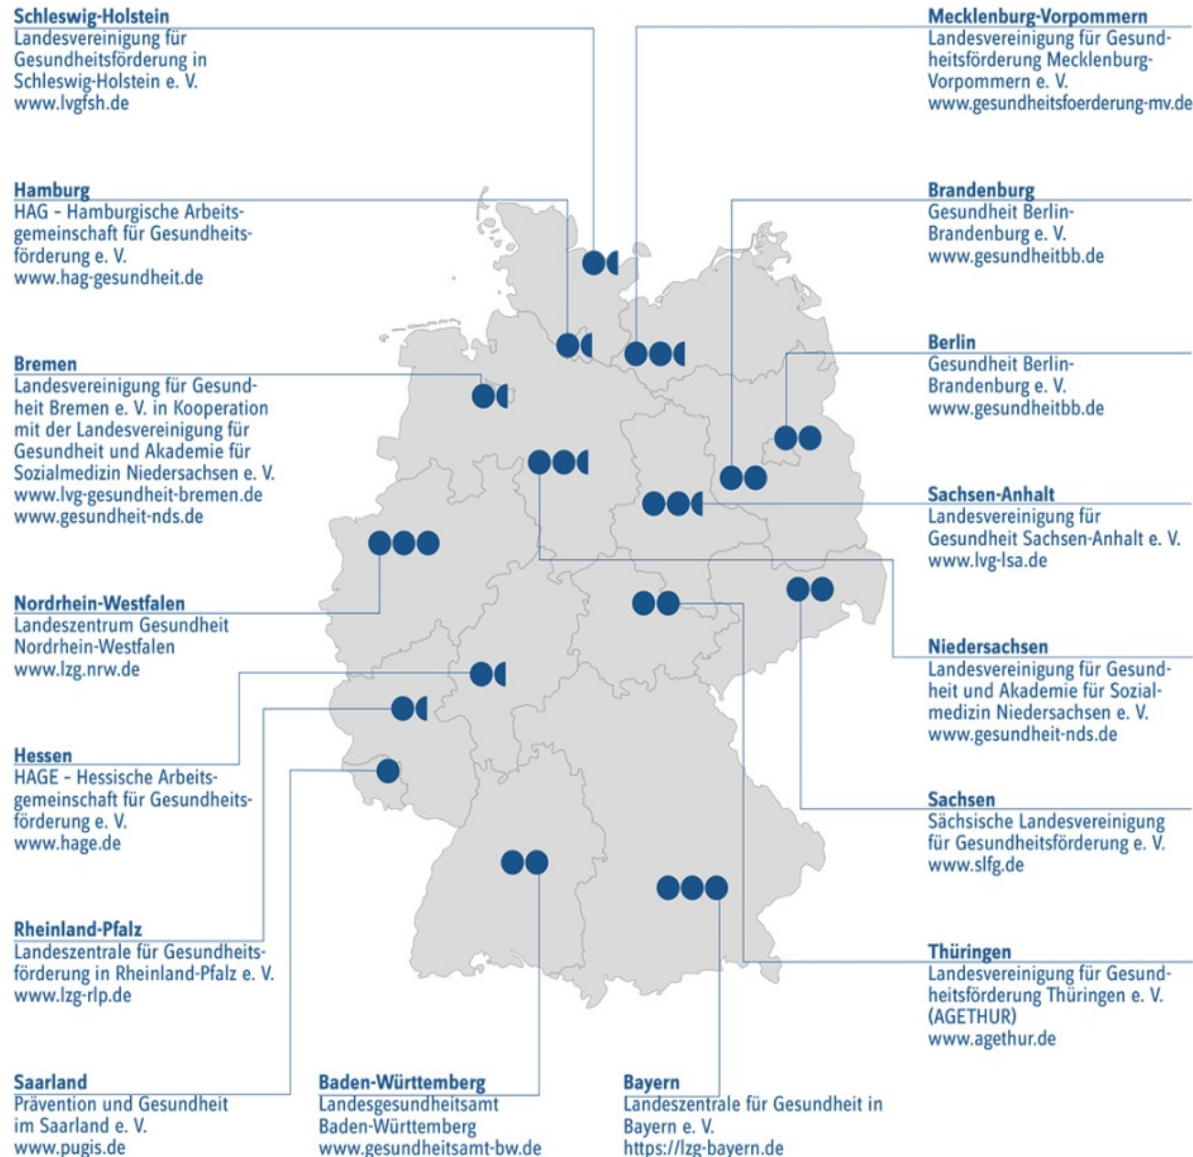 Schleswig-Holstein
Landesvereinigung für
Gesundheitsförderung in
Schleswig-Holstein e. V.
www.lvgfsh.de
Hamburg
HAG – Hamburgische Arbeits-
gemeinschaft für Gesundheits-
förderung e. V.
www.hag-gesundheit.de
Bremen
Landesvereinigung für Gesund-
heit Bremen e. V. in Kooperation
mit der Landesvereinigung für
Gesundheit und Akademie für
Sozialmedizin Niedersachsen e. V.
www.lvg-gesundheit-bremen.de
www.gesundheit-nds.de
Nordrhein-Westfalen
Landeszentrum Gesundheit
Nordrhein-Westfalen
www.lzg.nrw.de
Hessen
HAGE – Hessische Arbeits-
gemeinschaft für Gesundheits-
förderung e. V.
www.hage.de
Rheinland-Pfalz
Landeszentrale für Gesundheits-
förderung in Rheinland-Pfalz e. V.
www.lzg-rlp.de
Saarland
Prävention und Gesundheit
im Saarland e. V.
www.pugis.de
Baden-Württemberg
Landesgesundheitsamt
Baden-Württemberg
www.gesundheitsamt-bw.de
Bayern
Landeszentrale für Gesundheit in
Bayern e. V.
https://lzg-bayern.de
Mecklenburg-Vorpommern
Landesvereinigung für Gesund-
heitsförderung Mecklenburg-
Vorpommern e. V.
www.gesundheitsfoerderung-mv.de
Brandenburg
Gesundheit Berlin-
Brandenburg e. V.
www.gesundheitbb.de
Berlin
Gesundheit Berlin-
Brandenburg e. V.
www.gesundheitbb.de
Sachsen-Anhalt
Landesvereinigung für
Gesundheit Sachsen-Anhalt e. V.
www.lvg-lsa.de
Niedersachsen
Landesvereinigung für Gesund-
heit und Akademie für Sozial-
medizin Niedersachsen e. V.
www.gesundheit-nds.de
Sachsen
Sächsische Landesvereinigung
für Gesundheitsförderung e. V.
www.slfg.de
Thüringen
Landesvereinigung für Gesund-
heitsförderung Thüringen e. V.
(AGETHUR)
www.agethur.de